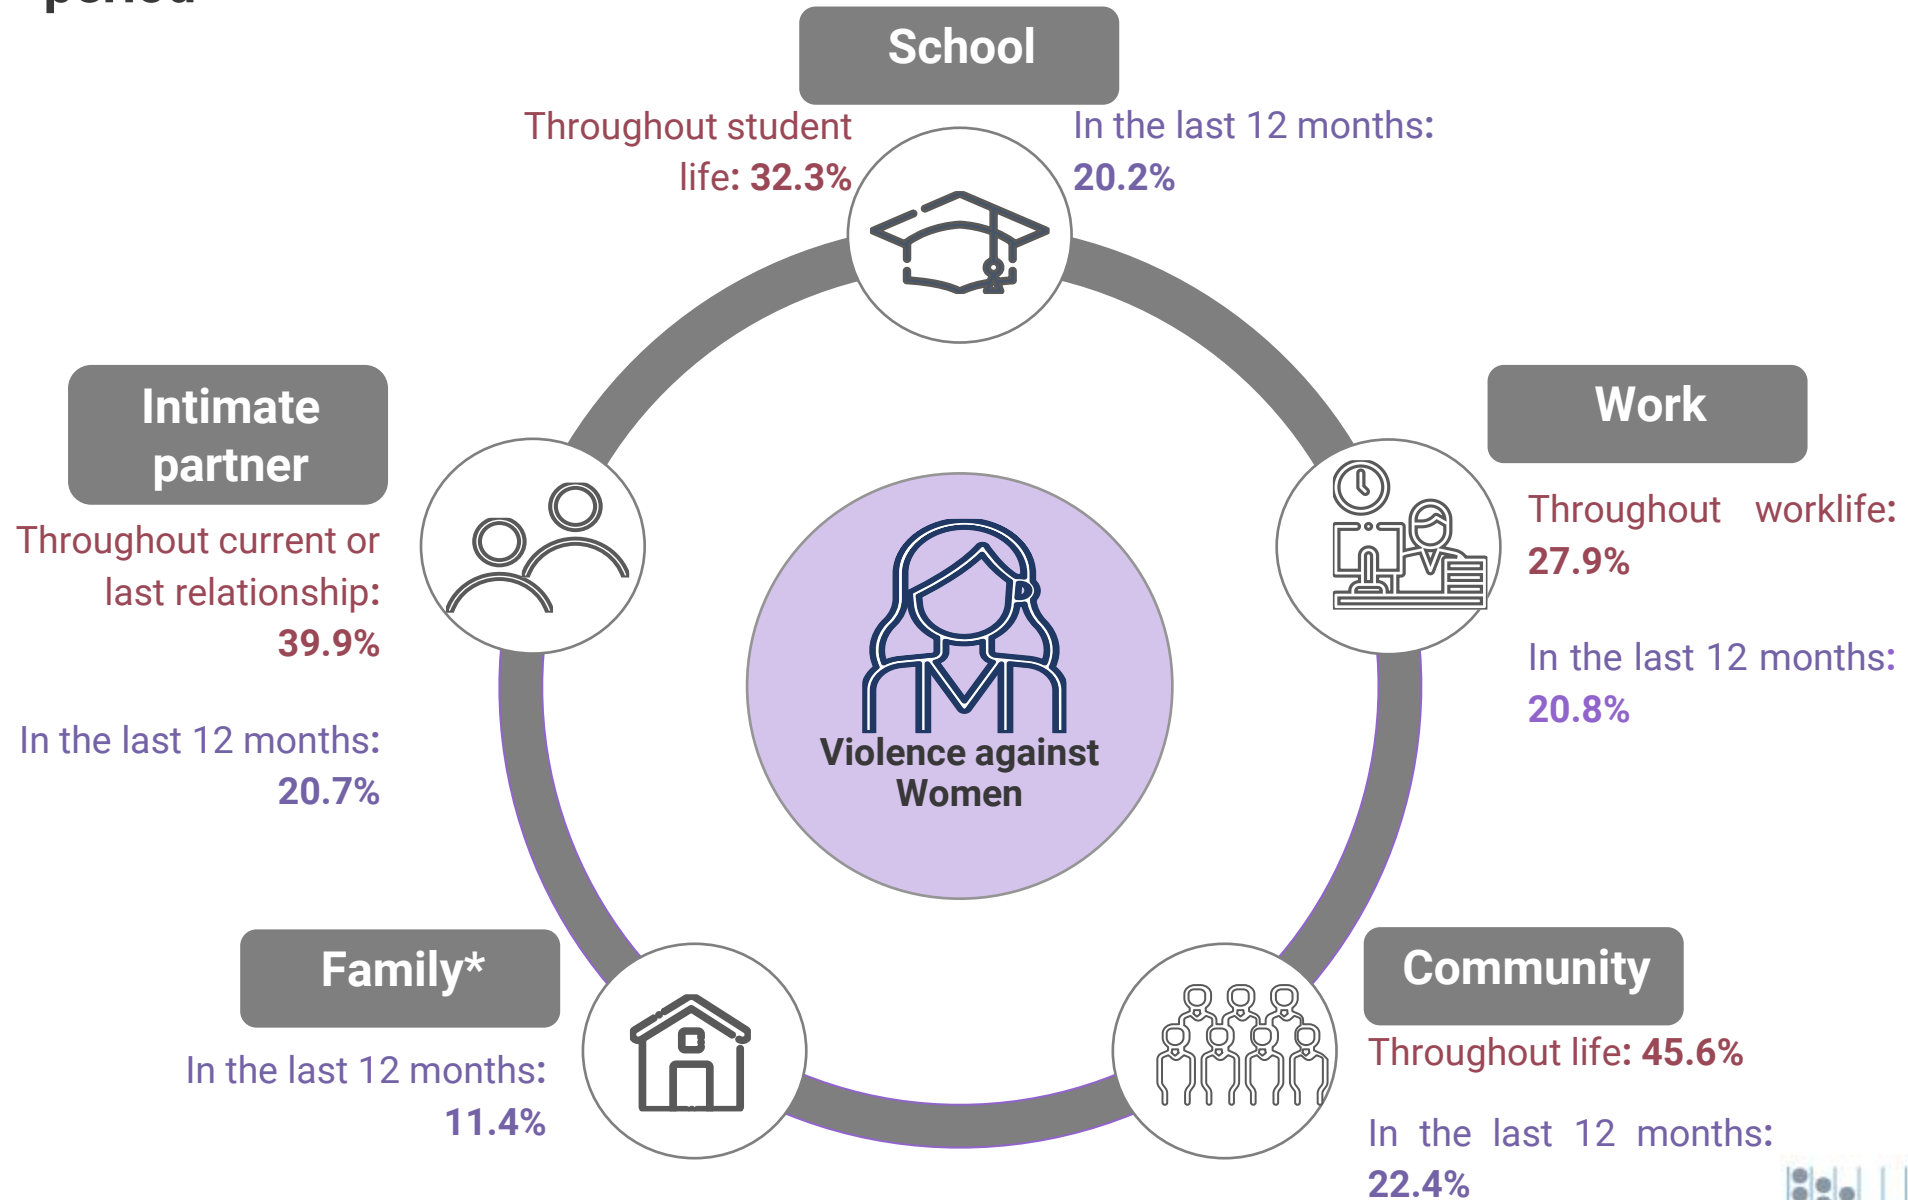 period
School
Throughout student
life: 32.3%
In the last 12 months:
20.2%
Intimate
partner
Throughout current or
last relationship:
39.9%
In the last 12 months:
20.7%
Work
Throughout worklife:
27.9%
In the last 12 months:
20.8%
Violence against
Women
Family*
In the last 12 months:
11.4%
Community
Throughout life: 45.6%
In the last 12 months:
22.4%